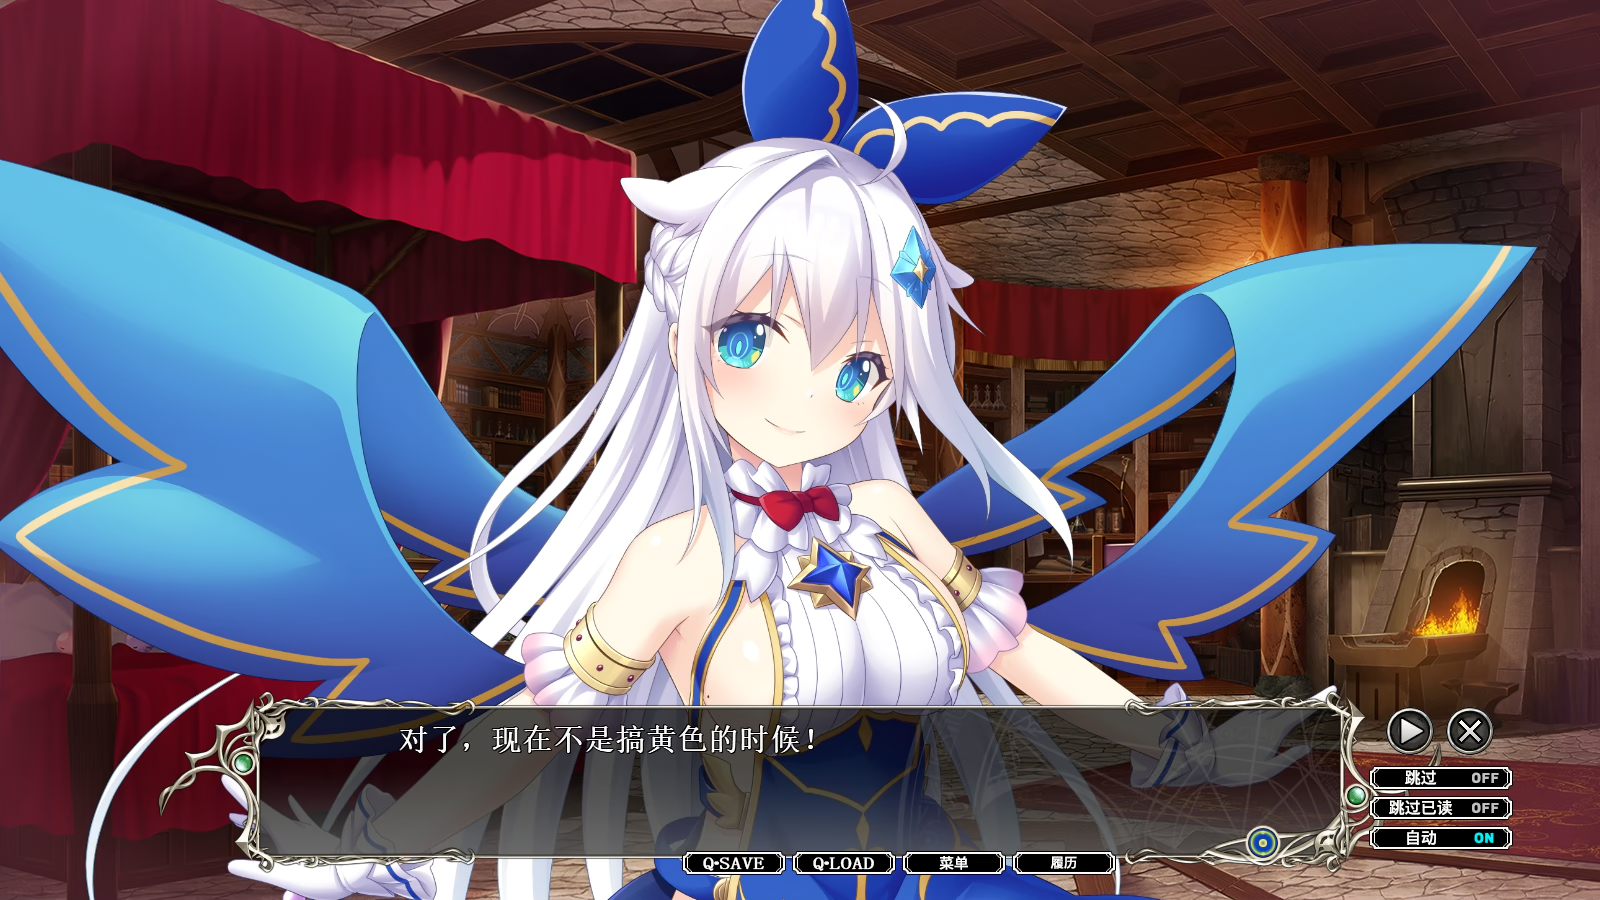 对了，现在不是搞黄色的时候！
跳过 OFF
跳过已读 OFF
自动 ON
Q•SAVE
Q•LOAD
菜单
履历